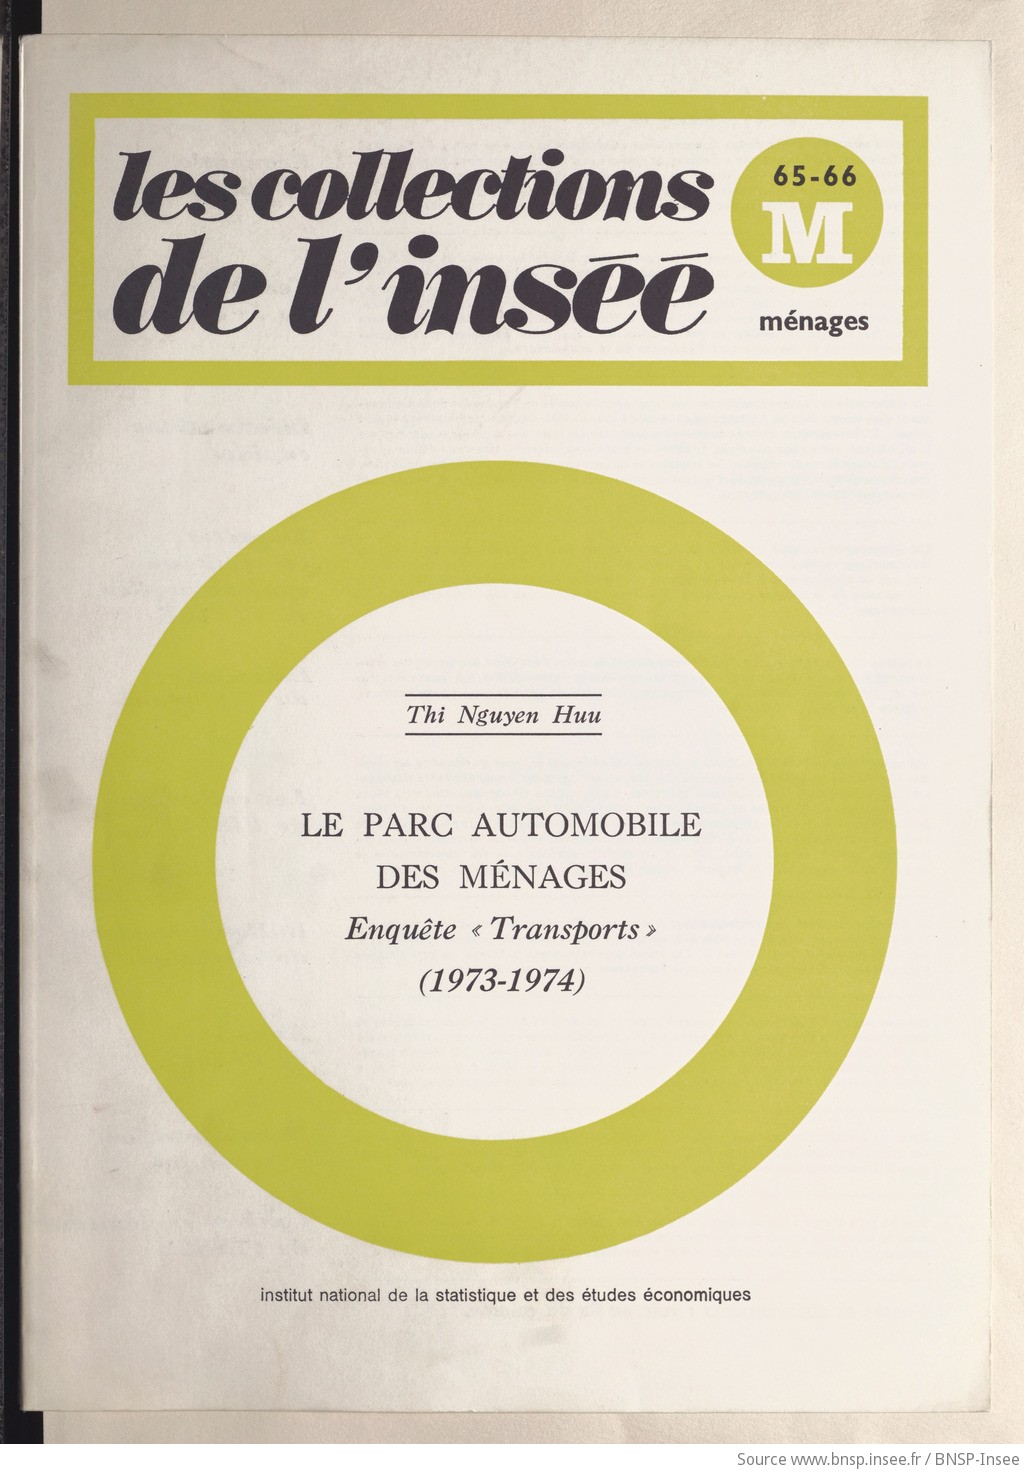 les collections
de l'inséé
65-66
M
ménages
Thi Nguyen Huu
LE PARC AUTOMOBILE
DES MÉNAGES
Enquête « Transports »
(1973-1974)
institut national de la statistique et des études économiques
Source www.bnsp.insee.fr / BNSP-Insee